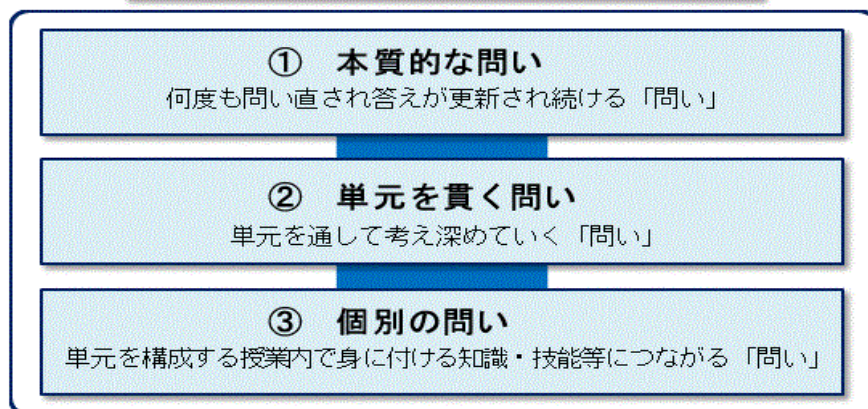 ① 本質的な問い
何度も問い直され答えが更新され続ける「問い」
② 単元を貫く問い
単元を通して考え深めていく「問い」
③ 個別の問い
単元を構成する授業内で身に付ける知識・技能等につながる「問い」